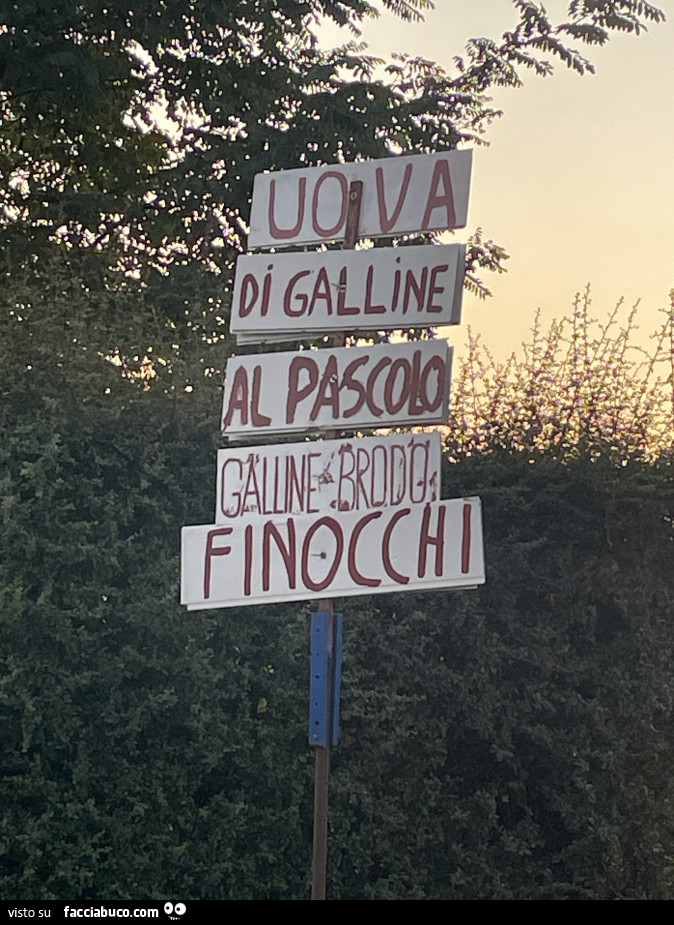 UOVA
Di GALLiNE
AL PASCOLO
GALLINE BRODO
FINOCCHI
visto su facciabuco.com